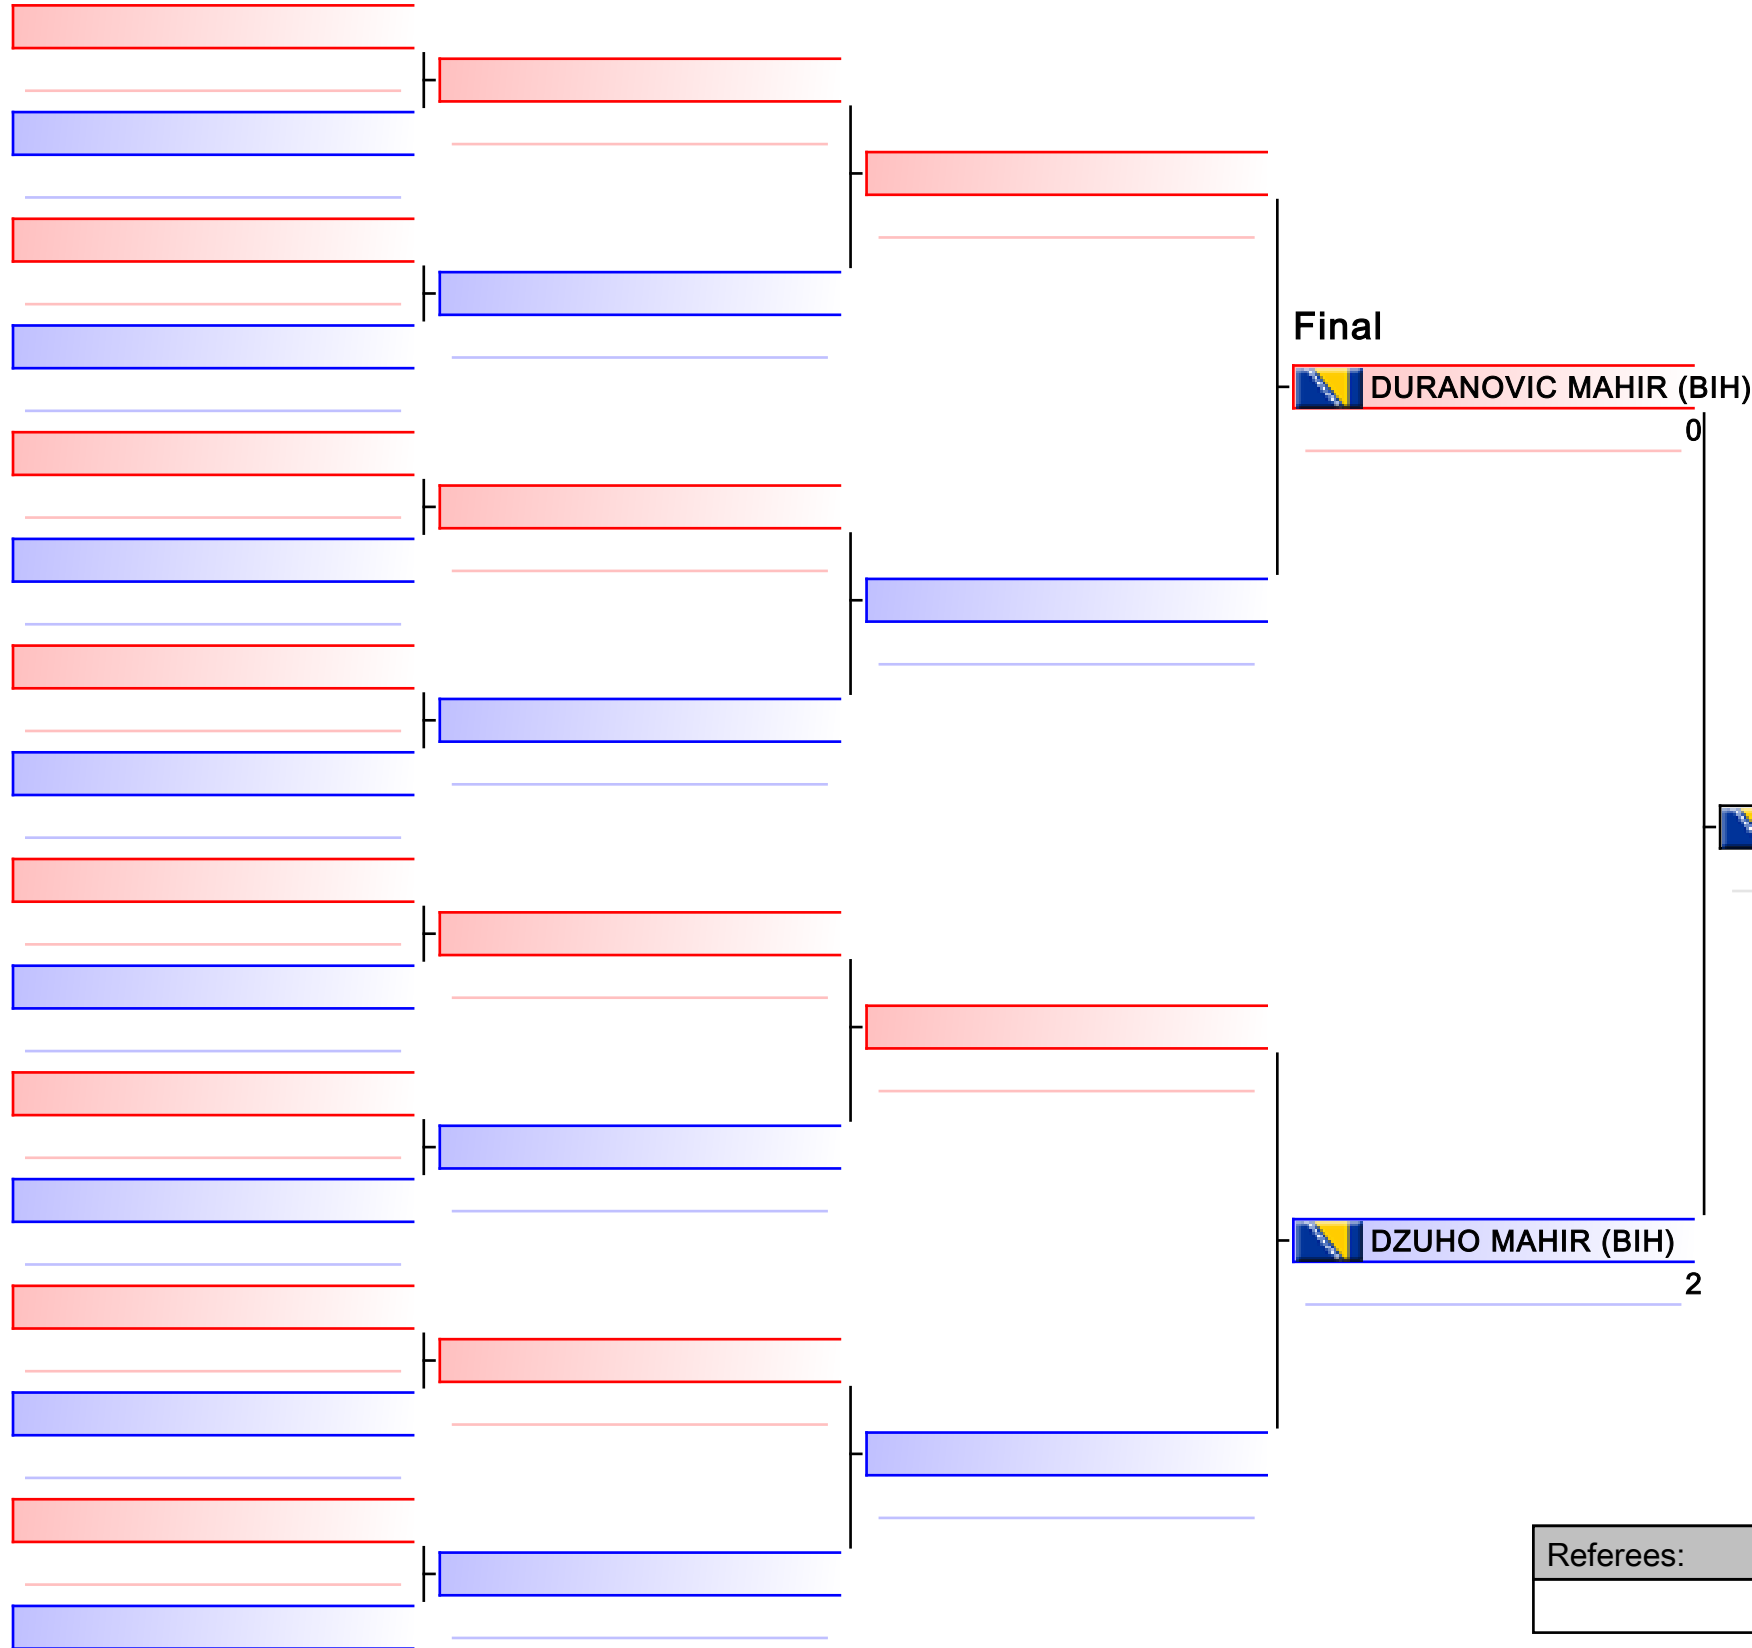 Final
DURANOVIC MAHIR (BIH)
0
DZUHO MAHIR (BIH)
2
Referees: